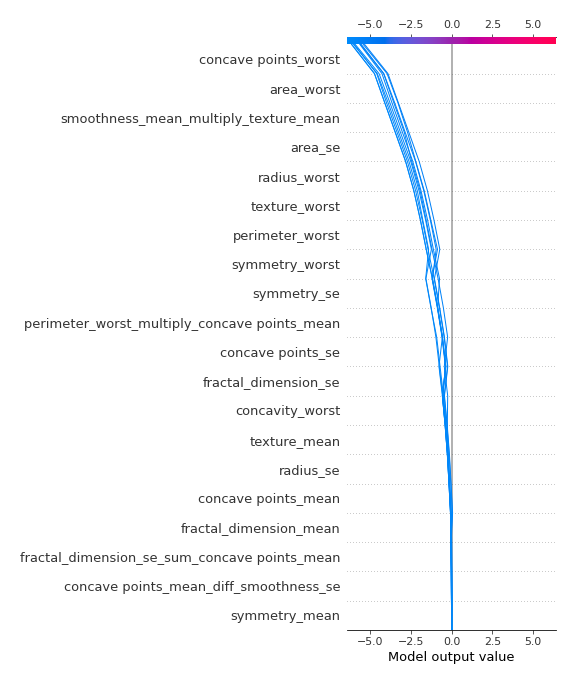 −5.0 −2.5 0.0 2.5 5.0
concave points_worst
area_worst
smoothness_mean_multiply_texture_mean
area_se
radius_worst
texture_worst
perimeter_worst
symmetry_worst
symmetry_se
perimeter_worst_multiply_concave points_mean
concave points_se
fractal_dimension_se
concavity_worst
texture_mean
radius_se
concave points_mean
fractal_dimension_mean
fractal_dimension_se_sum_concave points_mean
concave points_mean_diff_smoothness_se
symmetry_mean
−5.0 −2.5 0.0 2.5 5.0
Model output value